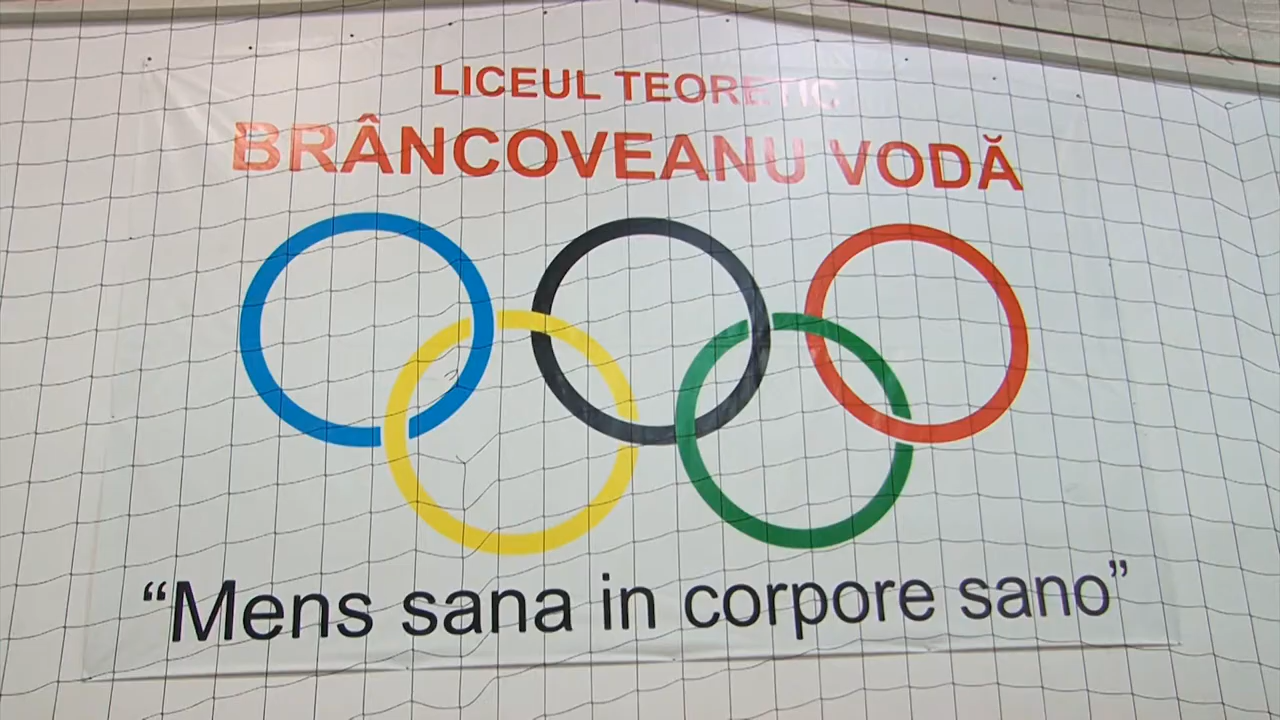 LICEUL TEORETIC
BRÂNCOVEANU VODĂ
“Mens sana in corpore sano”